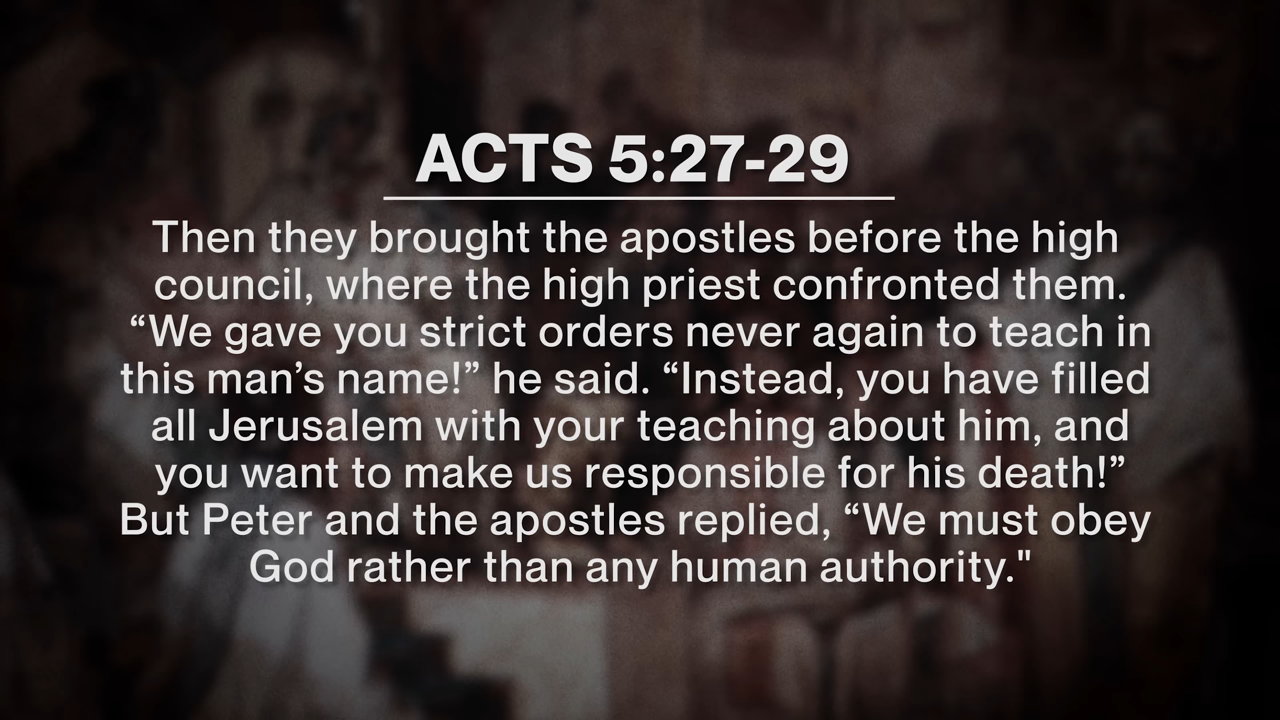 ACTS 5:27-29
Then they brought the apostles before the high
council, where the high priest confronted them.
“We gave you strict orders never again to teach in
this man’s name!” he said. “Instead, you have filled
all Jerusalem with your teaching about him, and
you want to make us responsible for his death!”
But Peter and the apostles replied, “We must obey
God rather than any human authority."